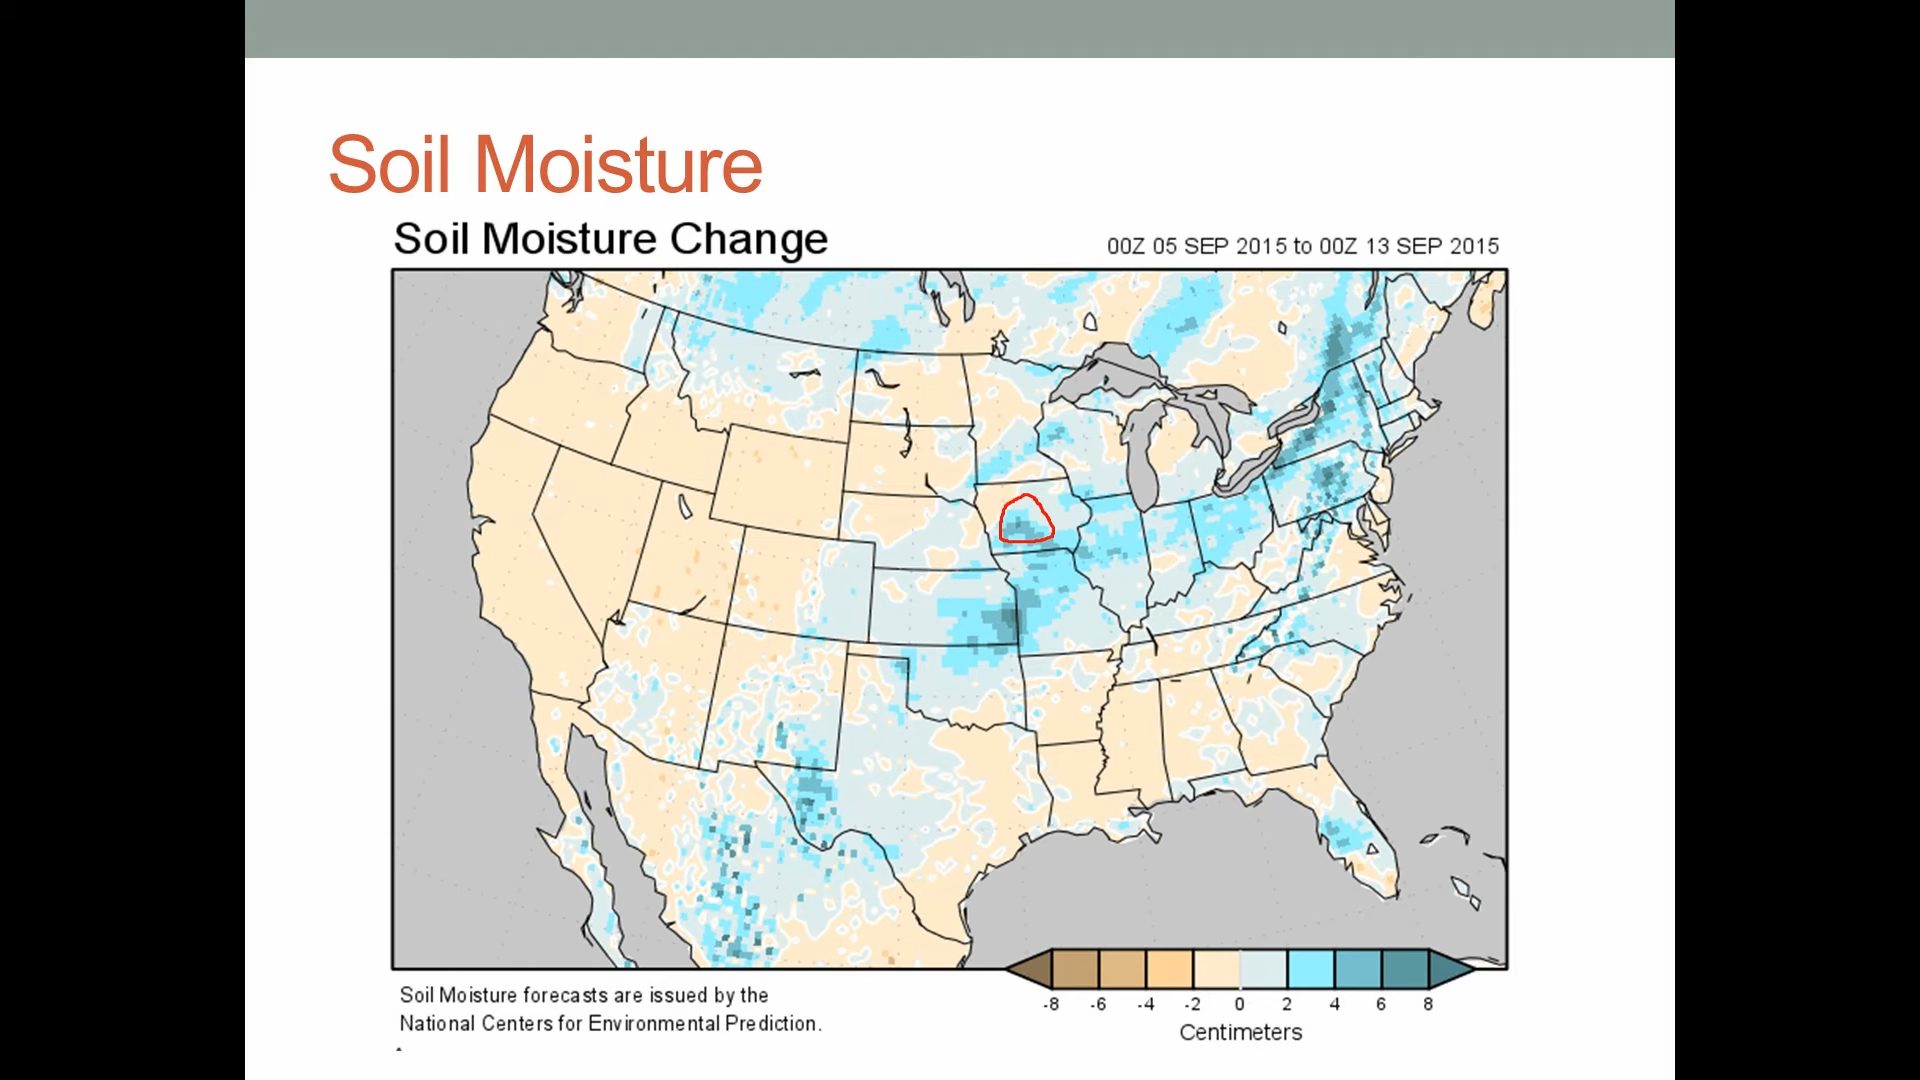 Soil Moisture
Soil Moisture Change
00Z 05 SEP 2015 to 00Z 13 SEP 2015
-8 -6 -4 -2 0 2 4 6 8
Centimeters
Soil Moisture forecasts are issued by the
National Centers for Environmental Prediction.